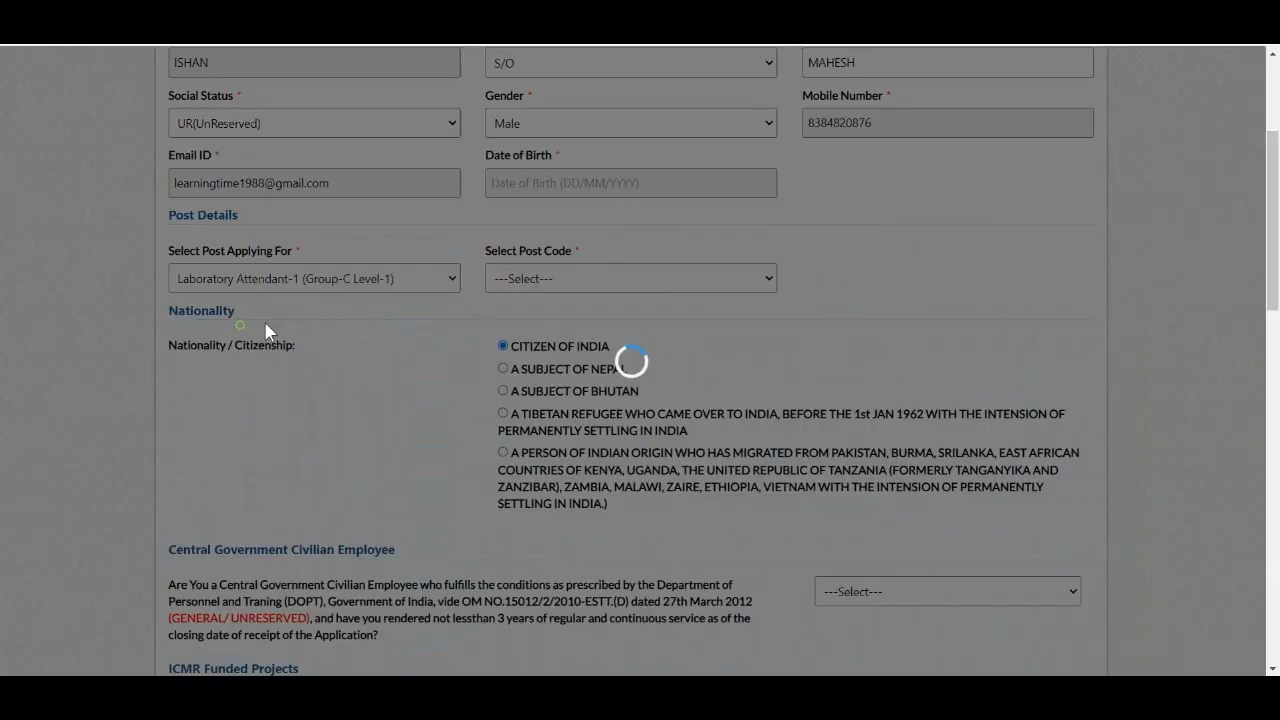 ISHAN
S/O
MAHESH
Social Status *
Gender *
Mobile Number *
UR(UnReserved)
Male
8384820876
Email ID *
Date of Birth *
learningtime1988@gmail.com
Date of Birth (DD/MM/YYYY)
Post Details
Select Post Applying For *
Select Post Code *
Laboratory Attendant-1 (Group-C Level-1)
---Select---
Nationality
Nationality / Citizenship:
CITIZEN OF INDIA
A SUBJECT OF NEPAL
A SUBJECT OF BHUTAN
A TIBETAN REFUGEE WHO CAME OVER TO INDIA, BEFORE THE 1st JAN 1962 WITH THE INTENSION OF
PERMANENTLY SETTLING IN INDIA
A PERSON OF INDIAN ORIGIN WHO HAS MIGRATED FROM PAKISTAN, BURMA, SRILANKA, EAST AFRICAN
COUNTRIES OF KENYA, UGANDA, THE UNITED REPUBLIC OF TANZANIA (FORMERLY TANGANYIKA AND
ZANZIBAR), ZAMBIA, MALAWI, ZAIRE, ETHIOPIA, VIETNAM WITH THE INTENSION OF PERMANENTLY
SETTLING IN INDIA.)
Central Government Civilian Employee
Are You a Central Government Civilian Employee who fulfills the conditions as prescribed by the Department of
Personnel and Traning (DOPT), Government of India, vide OM NO.15012/2/2010-ESTT.(D) dated 27th March 2012
(GENERAL/ UNRESERVED), and have you rendered not lessthan 3 years of regular and continuous service as of the
closing date of receipt of the Application?
---Select---
ICMR Funded Projects